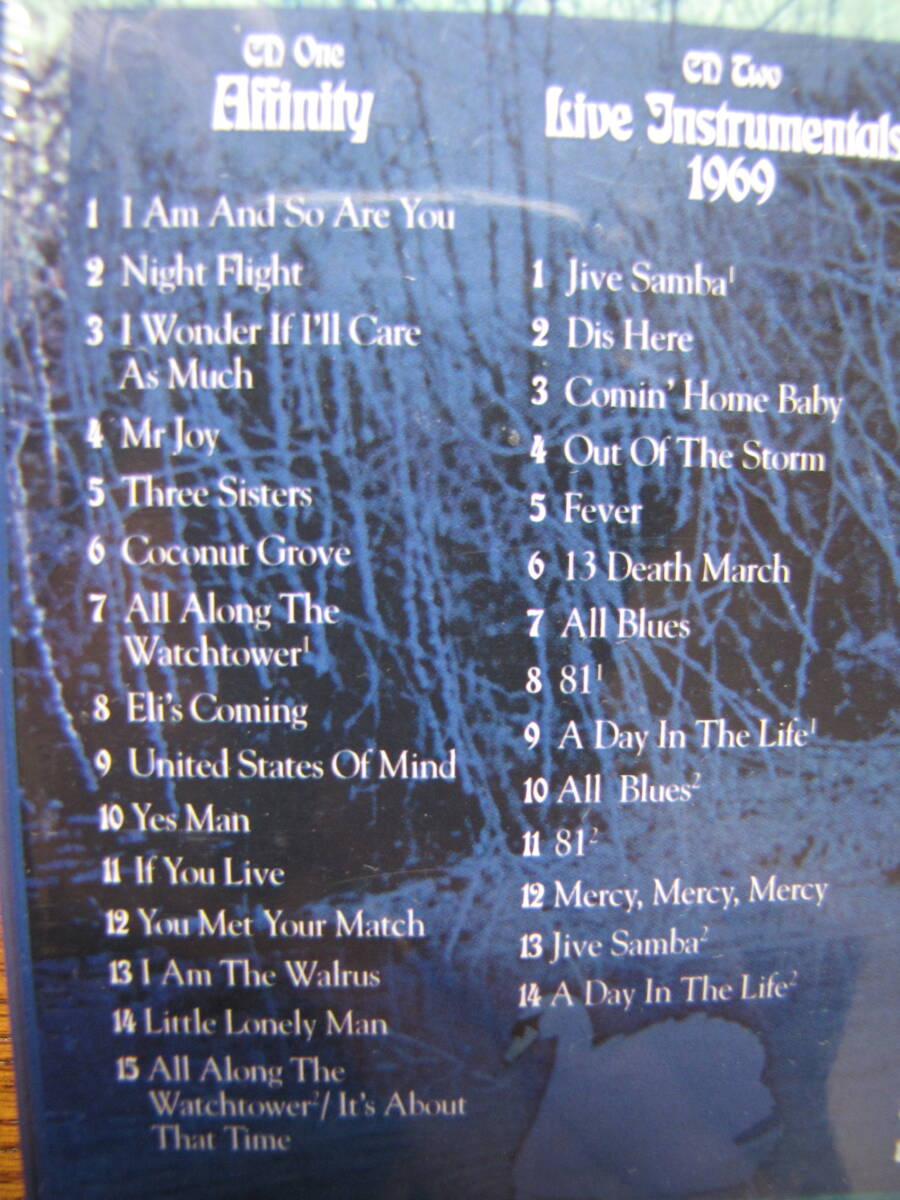 CD One
Affinity
1 I Am And So Are You
2 Night Flight
3 I Wonder If I'll Care
As Much
4 Mr Joy
5 Three Sisters
6 Coconut Grove
7 All Along The
Watchtower¹
8 Eli's Coming
9 United States Of Mind
10 Yes Man
11 If You Live
12 You Met Your Match
13 I Am The Walrus
14 Little Lonely Man
15 All Along The
Watchtower²/ It's About
That Time
CD Two
Live Instrumentals
1969
1 Jive Samba¹
2 Dis Here
3 Comin' Home Baby
4 Out Of The Storm
5 Fever
6 13 Death March
7 All Blues
8 81¹
9 A Day In The Life¹
10 All Blues²
11 81²
12 Mercy, Mercy, Mercy
13 Jive Samba²
14 A Day In The Life²